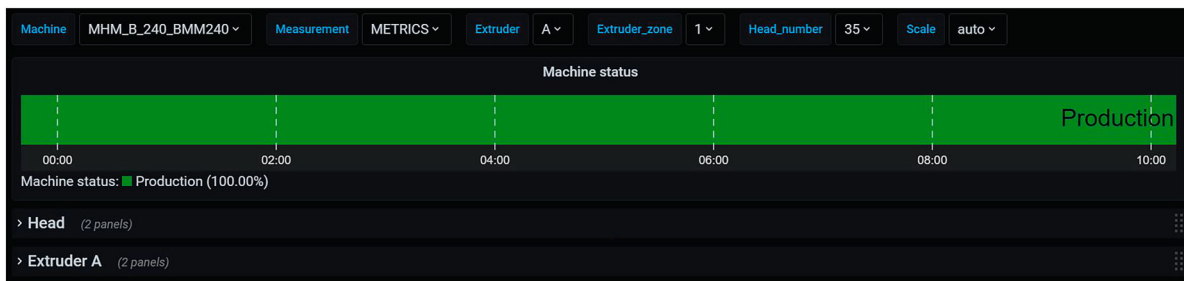 Machine MHM_B_240_BMM240 Measurement METRICS Extruder A Extruder_zone 1 Head_number 35 Scale auto
Machine status
Production
00:00 02:00 04:00 06:00 08:00 10:00
Machine status: Production (100.00%)
Head (2 panels)
Extruder A (2 panels)